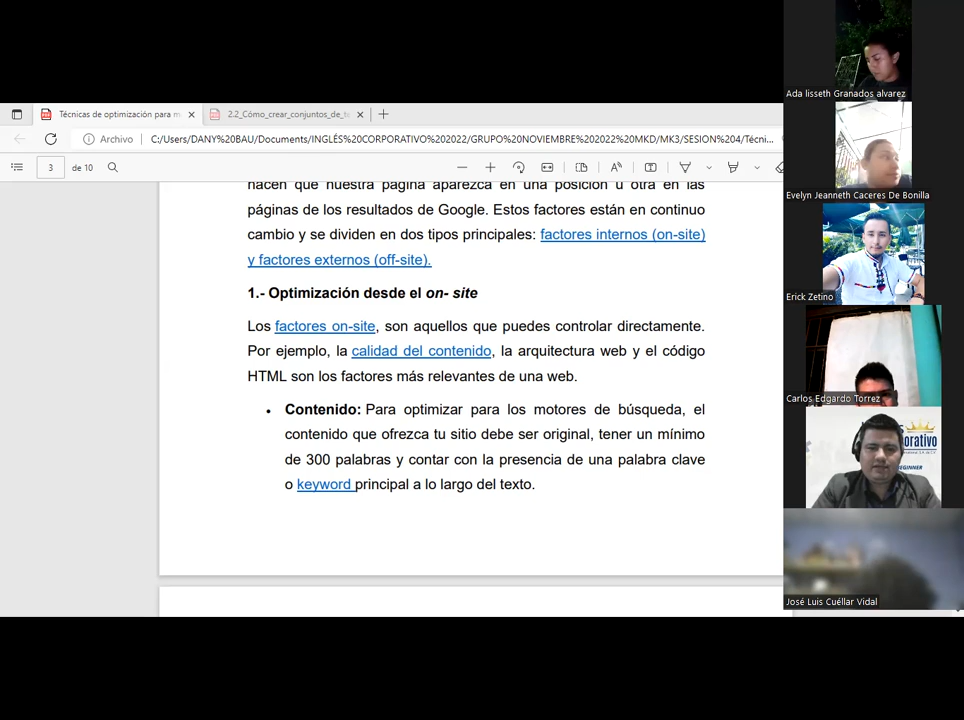 Técnicas de optimización para m
2.2_Cómo_crear_conjuntos_de_t
Archivo
C:/Users/DANY%20BAU/Documents/INGLÉS%20CORPORATIVO%202022/GRUPO%20NOVIEMBRE%202022%20MKD/MK3/SESION%204/Técni...
3
de 10
hacen que nuestra página aparezca en una posición u otra en las
páginas de los resultados de Google. Estos factores están en continuo
cambio y se dividen en dos tipos principales: factores internos (on-site)
y factores externos (off-site).
1.- Optimización desde el on- site
Los factores on-site, son aquellos que puedes controlar directamente.
Por ejemplo, la calidad del contenido, la arquitectura web y el código
HTML son los factores más relevantes de una web.
• Contenido: Para optimizar para los motores de búsqueda, el
contenido que ofrezca tu sitio debe ser original, tener un mínimo
de 300 palabras y contar con la presencia de una palabra clave
o keyword principal a lo largo del texto.
Ada lisseth Granados alvarez
Evelyn Jeanneth Caceres De Bonilla
Erick Zetino
Carlos Edgardo Torrez
José Luis Cuéllar Vidal